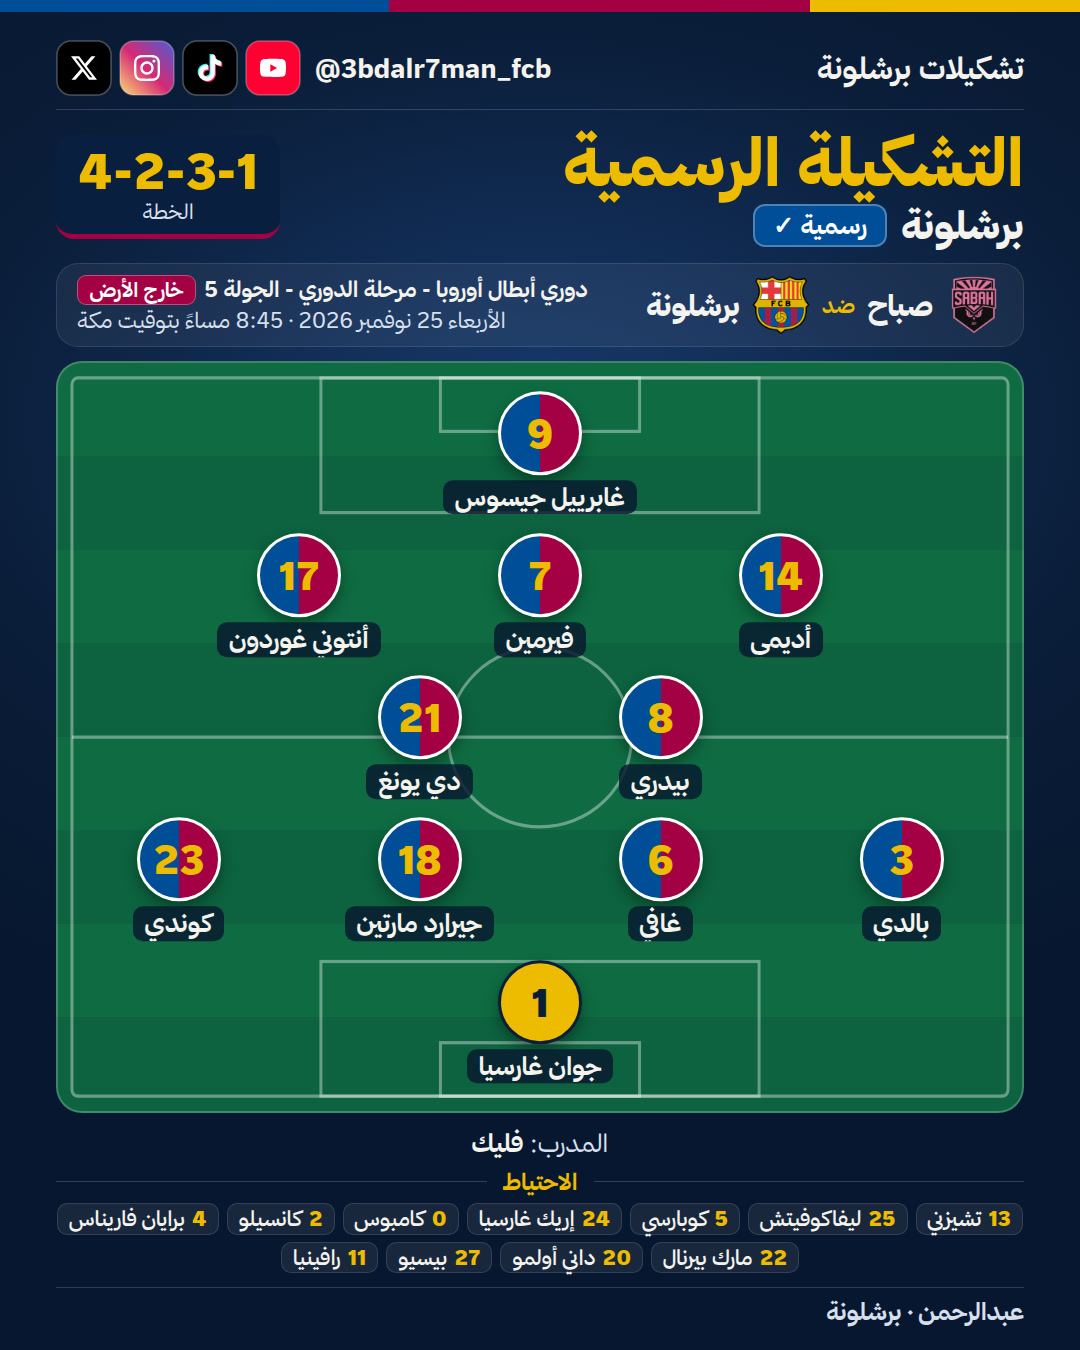 تشكيلات برشلونة
@3bdalr7man_fcb
التشكيلة الرسمية
برشلونة
رسمية ✓
4-2-3-1
الخطة
SABAH
صباح ضد برشلونة
FCB
دوري أبطال أوروبا - مرحلة الدوري - الجولة 5 خارج الأرض
الأربعاء 25 نوفمبر 2026 · 8:45 مساءً بتوقيت مكة
9
غابرييل جيسوس
14 7 17
أديمي فيرمين أنتوني غوردون
8 21
بيدري دي يونغ
3 6 18 23
بالدي غافي جيرارد مارتين كوندي
1
جوان غارسيا
المدرب: فليك
الاحتياط
13 تشيزني 25 ليفاكوفيتش 5 كوبارسي 24 إريك غارسيا 0 كامبوس 2 كانسيلو 4 برايان فاريناس
22 مارك بيرنال 20 داني أولمو 27 بيسيو 11 رافينيا
عبدالرحمن · برشلونة